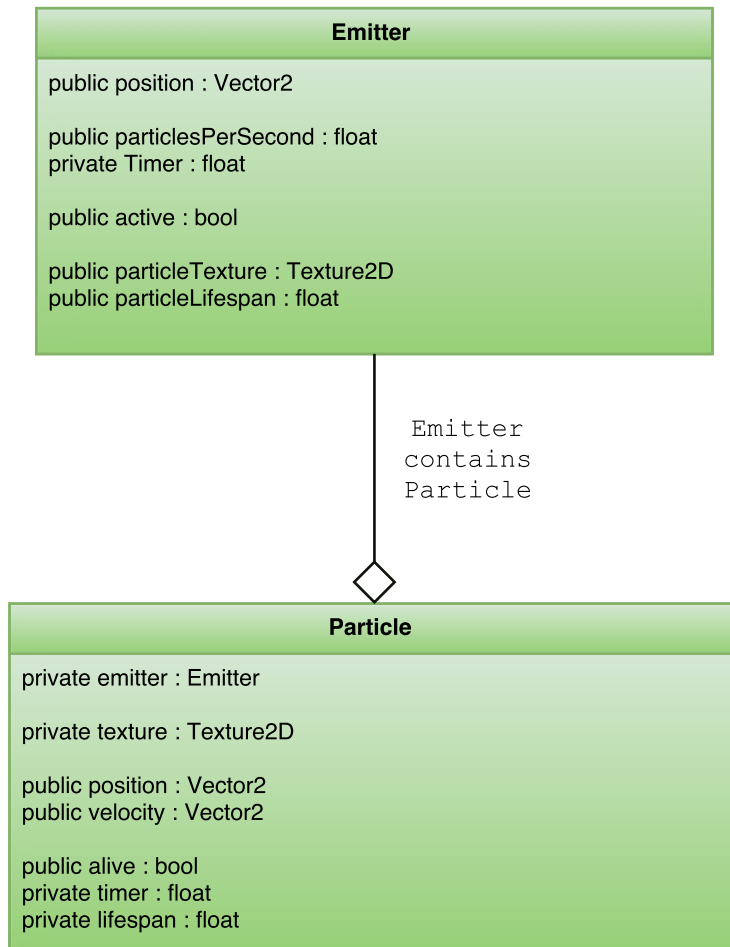 Emitter
public position : Vector2
public particlesPerSecond : float
private Timer : float
public active : bool
public particleTexture : Texture2D
public particleLifespan : float
Emitter
contains
Particle
Particle
private emitter : Emitter
private texture : Texture2D
public position : Vector2
public velocity : Vector2
public alive : bool
private timer : float
private lifespan : float